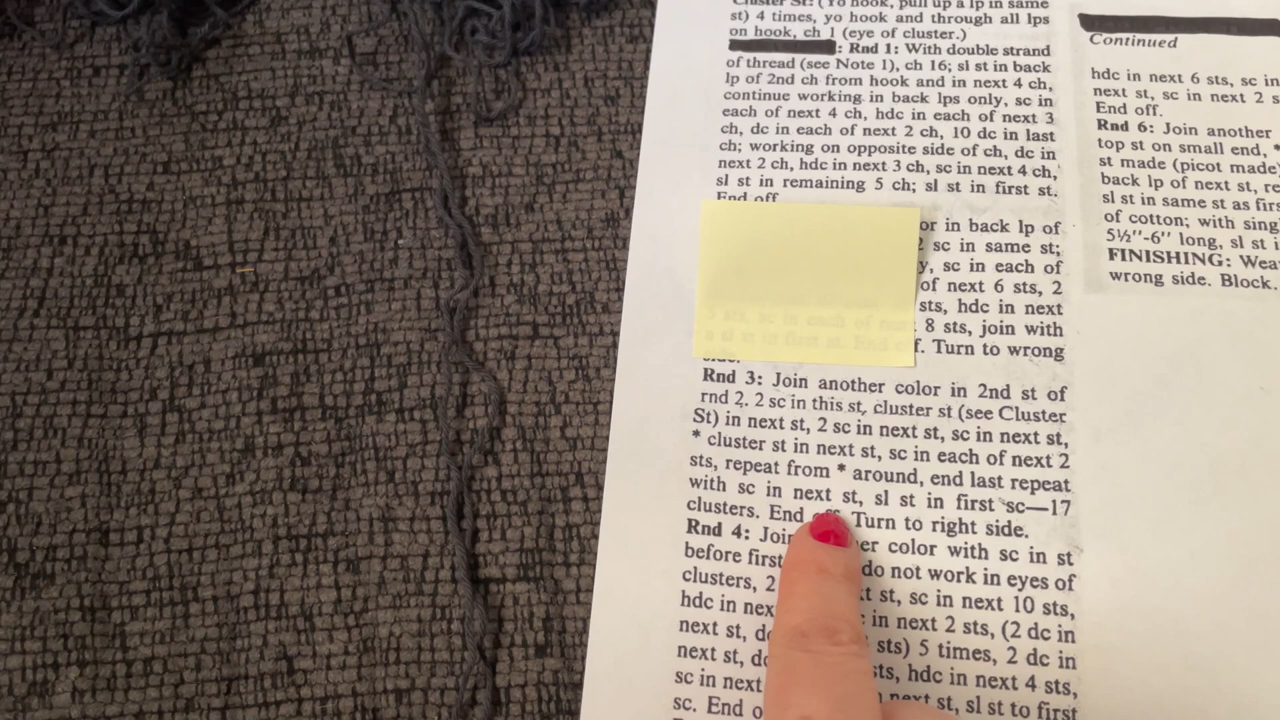 Cluster St: (Yo hook, pull up a lp in same
st) 4 times, yo hook and through all lps
on hook, ch 1 (eye of cluster.)
: Rnd 1: With double strand
of thread (see Note 1), ch 16; sl st in back
lp of 2nd ch from hook and in next 4 ch,
continue working in back lps only, sc in
each of next 4 ch, hdc in each of next 3
ch, dc in each of next 2 ch, 10 dc in last
ch; working on opposite side of ch, dc in
next 2 ch, hdc in next 3 ch, sc in next 4 ch,
sl st in remaining 5 ch; sl st in first st.
End off
or in back lp of
2 sc in same st;
y, sc in each of
of next 6 sts, 2
sts, hdc in next
8 sts, join with
f. Turn to wrong
side.
Rnd 3: Join another color in 2nd st of
rnd 2. 2 sc in this st, cluster st (see Cluster
St) in next st, 2 sc in next st, sc in next st,
* cluster st in next st, sc in each of next 2
sts, repeat from * around, end last repeat
with sc in next st, sl st in first sc—17
clusters. End off. Turn to right side.
Rnd 4: Join er color with sc in st
before first do not work in eyes of
clusters, 2 t st, sc in next 10 sts,
hdc in nex in next 2 sts, (2 dc in
next st, dc sts) 5 times, 2 dc in
next st, dc sts, hdc in next 4 sts,
sc in next next st, sl st to first
sc. End o
Continued
hdc in next 6 sts, sc in
next st, sc in next 2 s
End off.
Rnd 6: Join another
top st on small end, *
st made (picot made)
back lp of next st, re
sl st in same st as firs
of cotton; with sing
5½"-6" long, sl st i
FINISHING: Wea
wrong side. Block.